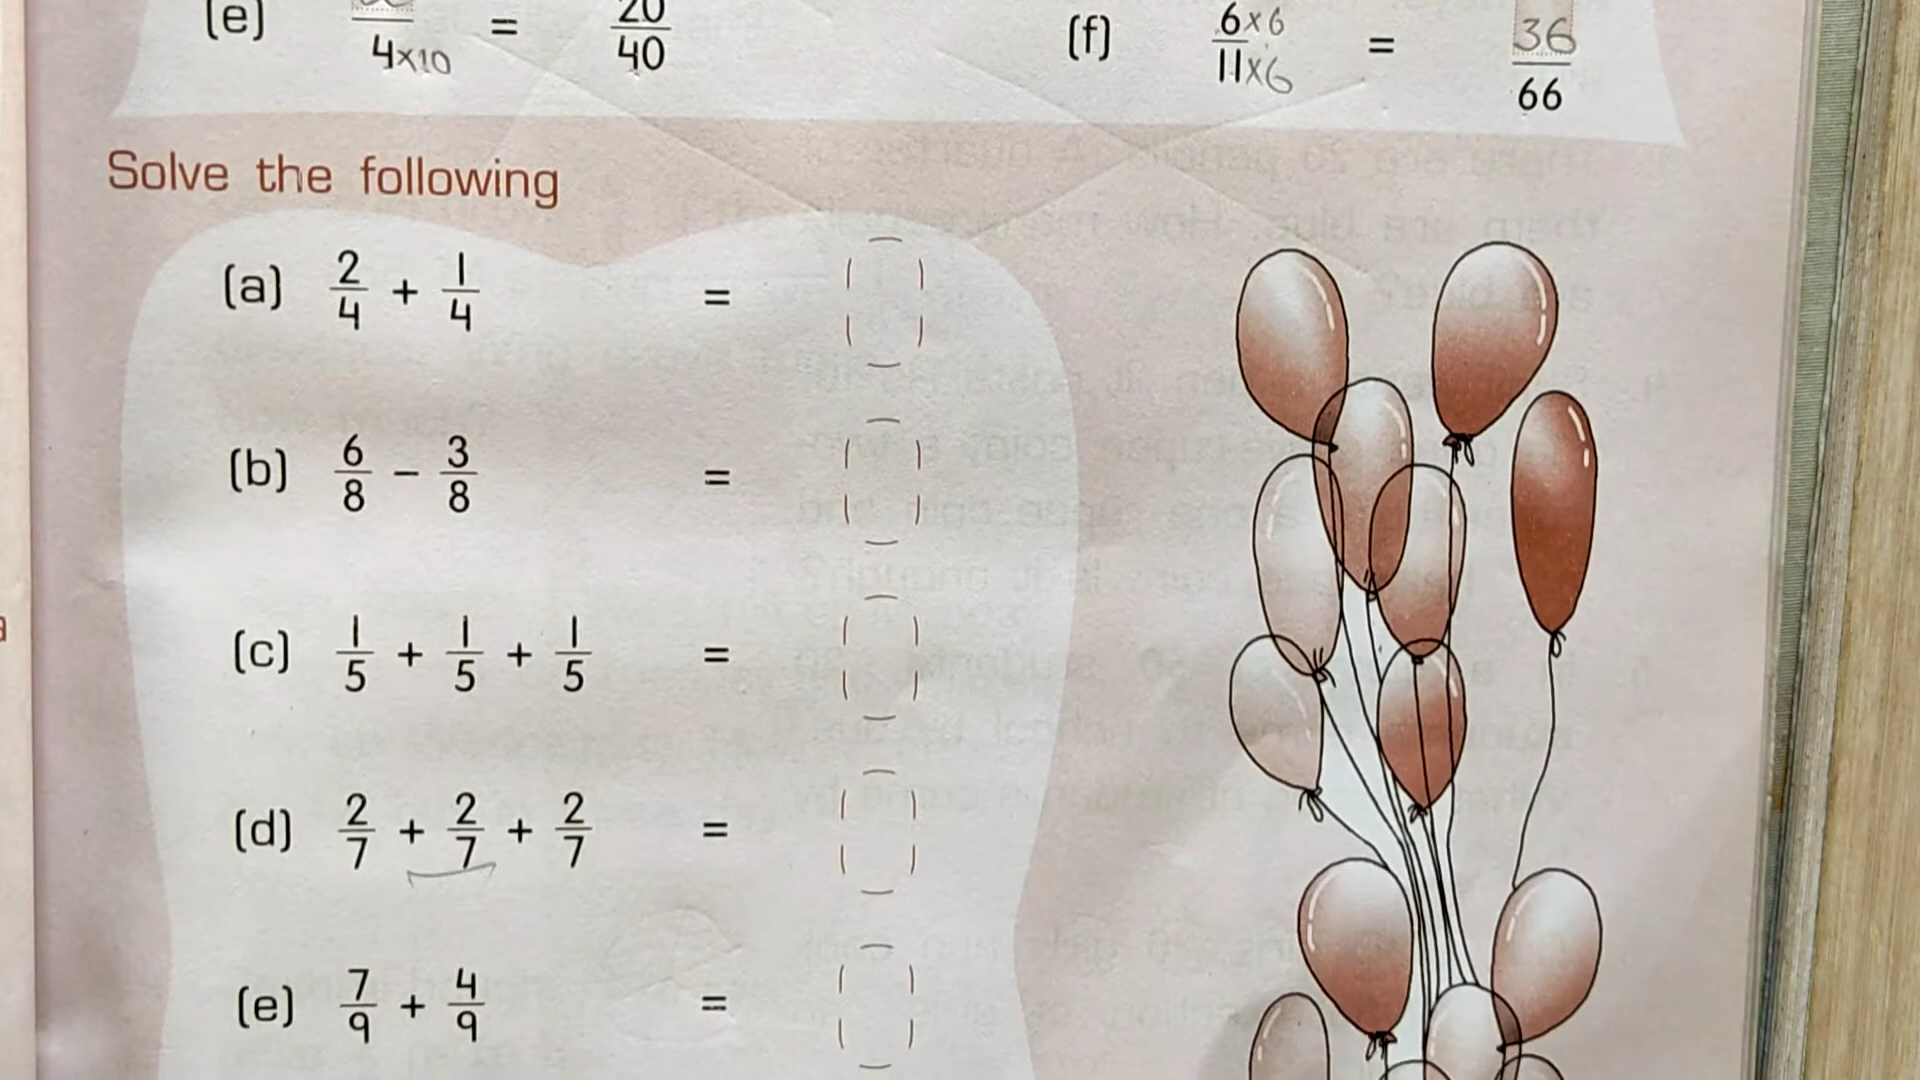 (e) /4×10 = 20/40 (f) 6×6/11×6 = 36/66
Solve the following
(a) 2/4 + 1/4 =
(b) 6/8 − 3/8 =
(c) 1/5 + 1/5 + 1/5 =
(d) 2/7 + 2/7 + 2/7 =
(e) 7/9 + 4/9 =